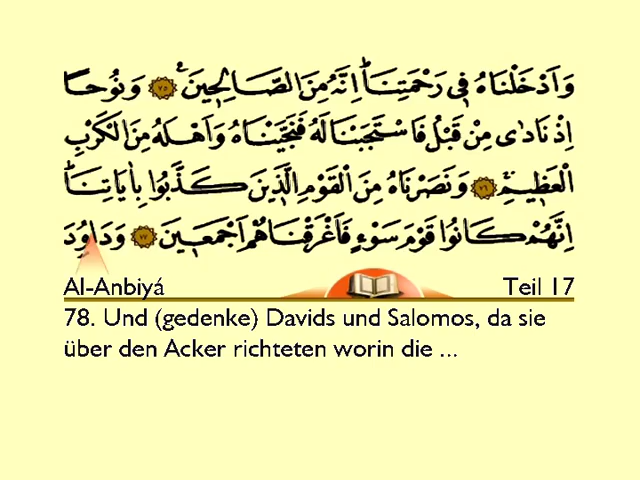 وَاَدْخَلْنَاهُ فٖى رَحْمَتِنَاؕ اِنَّهُ مِنَ الصَّالِحٖينَࣖ ﴿٧٥﴾ وَنُوحًا
اِذْ نَادٰى مِنْ قَبْلُ فَاسْتَجَبْنَا لَهُ فَنَجَّيْنَاهُ وَاَهْلَهُ مِنَ الْكَرْبِ
الْعَظٖيمِۚ ﴿٧٦﴾ وَنَصَرْنَاهُ مِنَ الْقَوْمِ الَّذٖينَ كَذَّبُوا بِاٰيَاتِنَاؕ
اِنَّهُمْ كَانُوا قَوْمَ سَوْءٍ فَاَغْرَقْنَاهُمْ اَجْمَعٖينَ ﴿٧٧﴾ وَدَاوُدَ
Al-Anbiyá Teil 17
78. Und (gedenke) Davids und Salomos, da sie
über den Acker richteten worin die ...